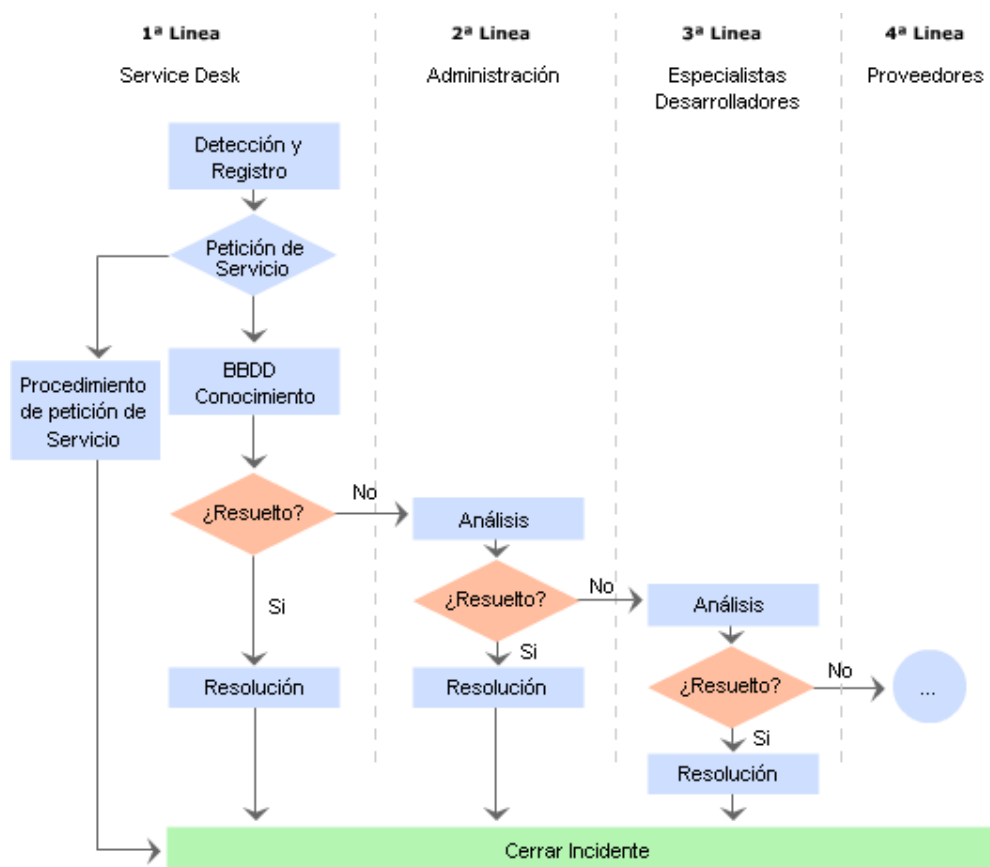 1ª Linea
2ª Linea
3ª Linea
4ª Linea
Service Desk
Administración
Especialistas
Desarrolladores
Proveedores
Detección y
Registro
Petición de
Servicio
Procedimiento
de petición de
Servicio
BBDD
Conocimiento
¿Resuelto?
No
Análisis
Si
¿Resuelto?
No
Análisis
Si
Resolución
Resolución
¿Resuelto?
No
...
Si
Resolución
Cerrar Incidente